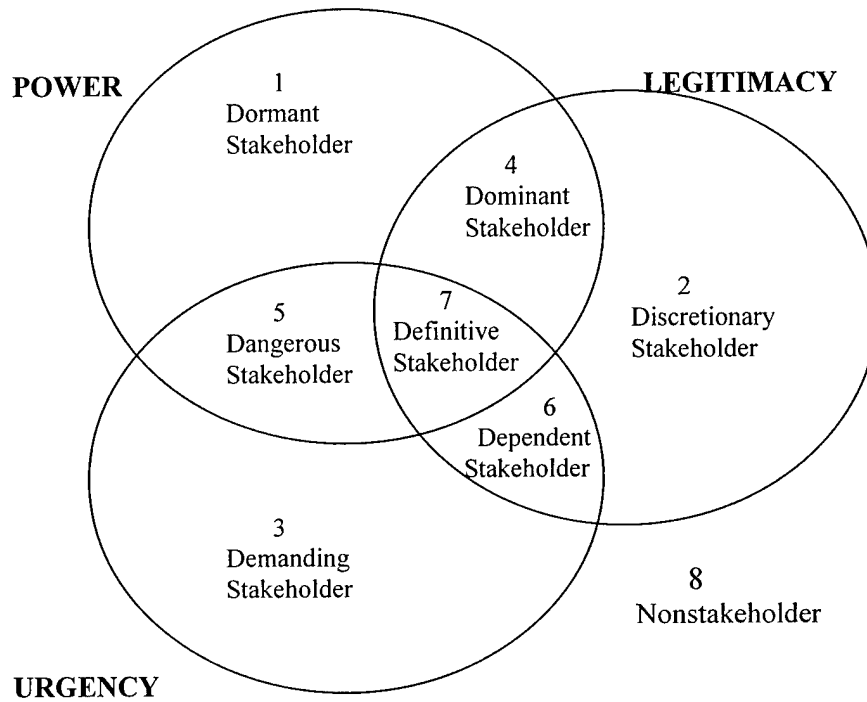 POWER
LEGITIMACY
1
Dormant
Stakeholder
4
Dominant
Stakeholder
5
Dangerous
Stakeholder
7
Definitive
Stakeholder
2
Discretionary
Stakeholder
6
Dependent
Stakeholder
3
Demanding
Stakeholder
8
Nonstakeholder
URGENCY